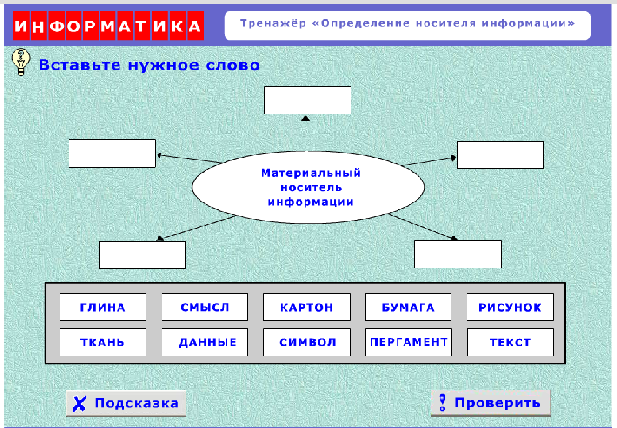 ИНФОРМАТИКА Тренажёр «Определение носителя информации»
Вставьте нужное слово
Материальный
носитель
информации
ГЛИНА СМЫСЛ КАРТОН БУМАГА РИСУНОК
ТКАНЬ ДАННЫЕ СИМВОЛ ПЕРГАМЕНТ ТЕКСТ
Подсказка Проверить